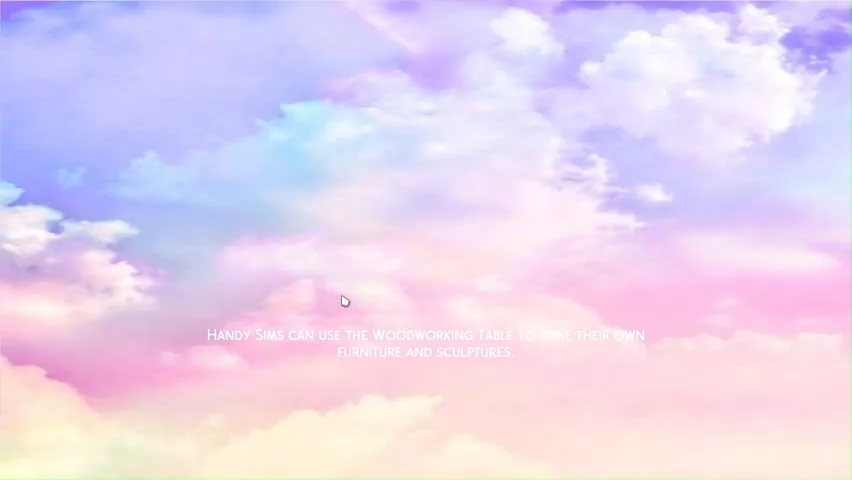 Handy Sims can use the Woodworking Table to make their own
furniture and sculptures.